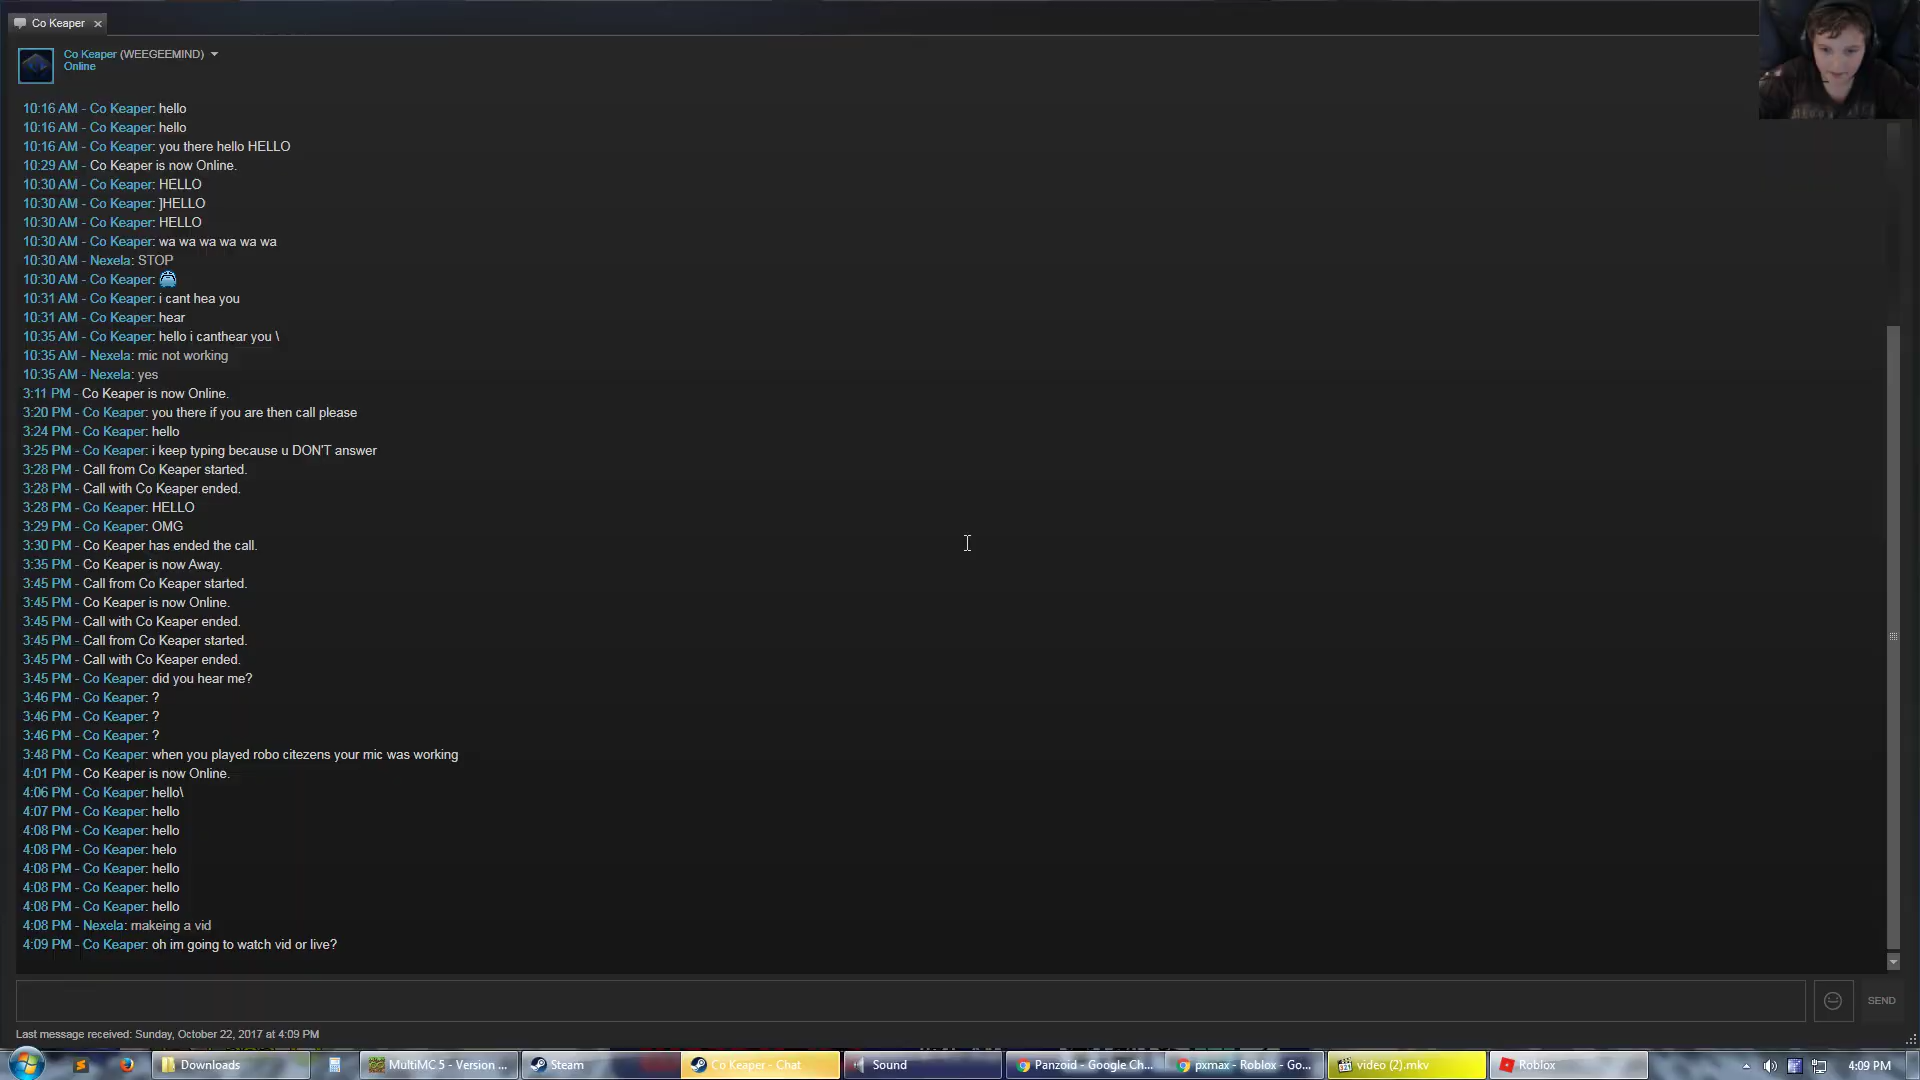 Co Keaper
Co Keaper (WEEGEEMIND)
Online
10:16 AM - Co Keaper: hello
10:16 AM - Co Keaper: hello
10:16 AM - Co Keaper: you there hello HELLO
10:29 AM - Co Keaper is now Online.
10:30 AM - Co Keaper: HELLO
10:30 AM - Co Keaper: ]HELLO
10:30 AM - Co Keaper: HELLO
10:30 AM - Co Keaper: wa wa wa wa wa wa
10:30 AM - Nexela: STOP
10:30 AM - Co Keaper:
10:31 AM - Co Keaper: i cant hea you
10:31 AM - Co Keaper: hear
10:35 AM - Co Keaper: hello i canthear you \
10:35 AM - Nexela: mic not working
10:35 AM - Nexela: yes
3:11 PM - Co Keaper is now Online.
3:20 PM - Co Keaper: you there if you are then call please
3:24 PM - Co Keaper: hello
3:25 PM - Co Keaper: i keep typing because u DON'T answer
3:28 PM - Call from Co Keaper started.
3:28 PM - Call with Co Keaper ended.
3:28 PM - Co Keaper: HELLO
3:29 PM - Co Keaper: OMG
3:30 PM - Co Keaper has ended the call.
3:35 PM - Co Keaper is now Away.
3:45 PM - Call from Co Keaper started.
3:45 PM - Co Keaper is now Online.
3:45 PM - Call with Co Keaper ended.
3:45 PM - Call from Co Keaper started.
3:45 PM - Call with Co Keaper ended.
3:45 PM - Co Keaper: did you hear me?
3:46 PM - Co Keaper: ?
3:46 PM - Co Keaper: ?
3:46 PM - Co Keaper: ?
3:48 PM - Co Keaper: when you played robo citezens your mic was working
4:01 PM - Co Keaper is now Online.
4:06 PM - Co Keaper: hello\
4:07 PM - Co Keaper: hello
4:08 PM - Co Keaper: hello
4:08 PM - Co Keaper: helo
4:08 PM - Co Keaper: hello
4:08 PM - Co Keaper: hello
4:08 PM - Co Keaper: hello
4:08 PM - Nexela: makeing a vid
4:09 PM - Co Keaper: oh im going to watch vid or live?
SEND
Last message received: Sunday, October 22, 2017 at 4:09 PM
Downloads
MultiMC 5 - Version ...
Steam
Co Keaper - Chat
Sound
Panzoid - Google Ch...
pxmax - Roblox - Go...
video (2).mkv
Roblox
4:09 PM